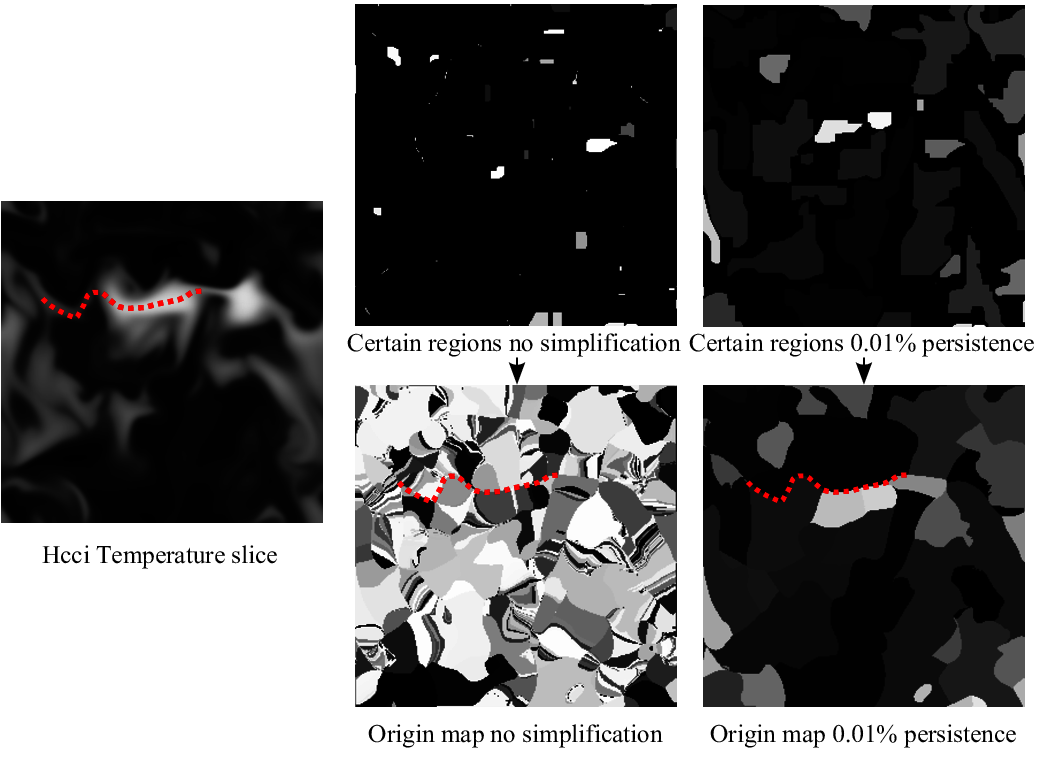 Certain regions no simplification
Certain regions 0.01% persistence
Hcci Temperature slice
Origin map no simplification
Origin map 0.01% persistence